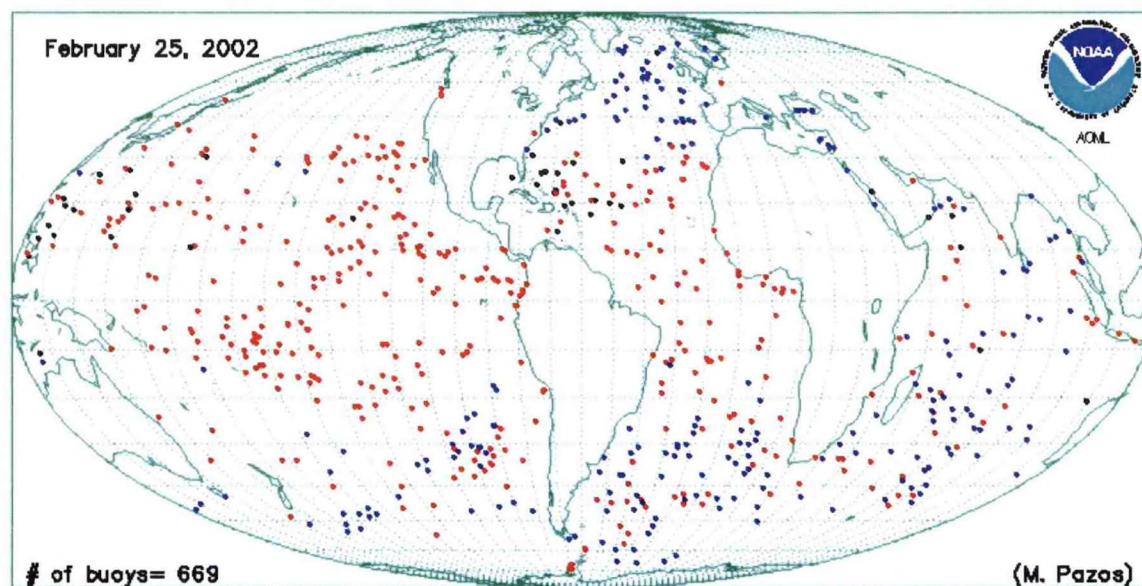 February 25, 2002
NOAA
AOML
# of buoys= 669
(M. Pazos)